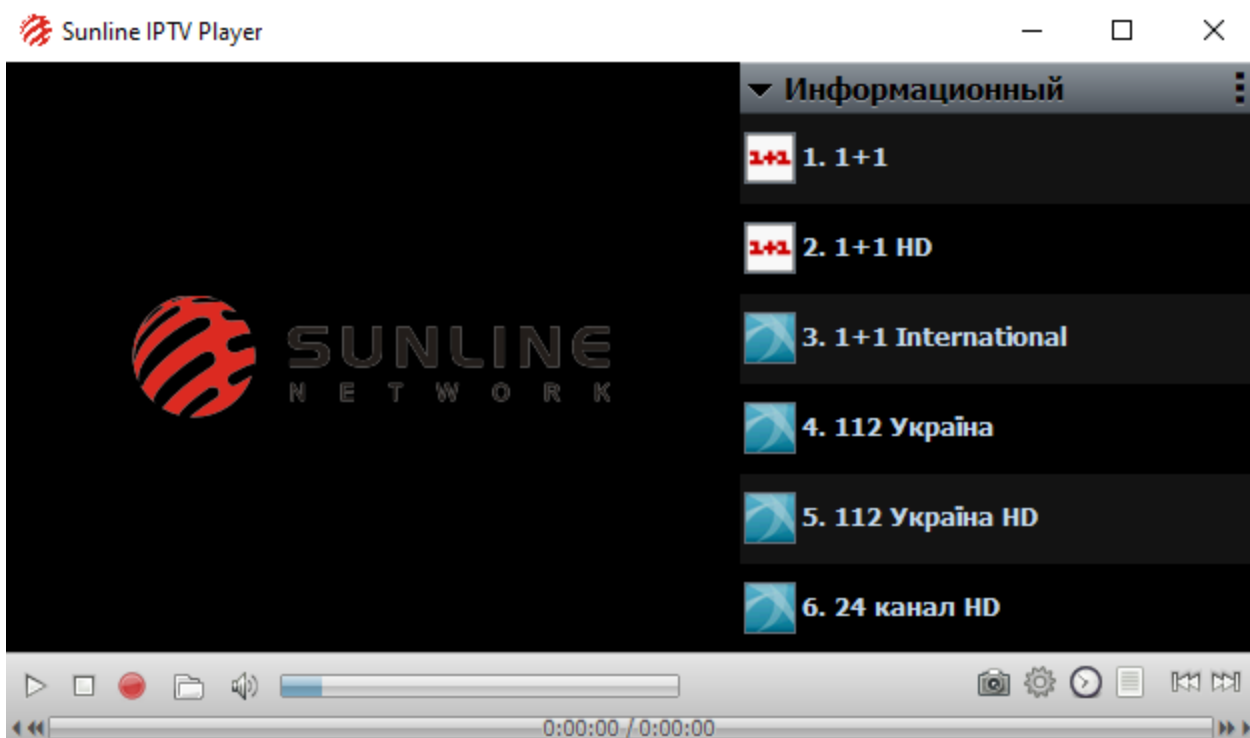 Sunline IPTV Player
Информационный
1+1 1. 1+1
1+1 2. 1+1 HD
3. 1+1 International
4. 112 Україна
5. 112 Україна HD
6. 24 канал HD
SUNLINE
NETWORK
0:00:00 / 0:00:00